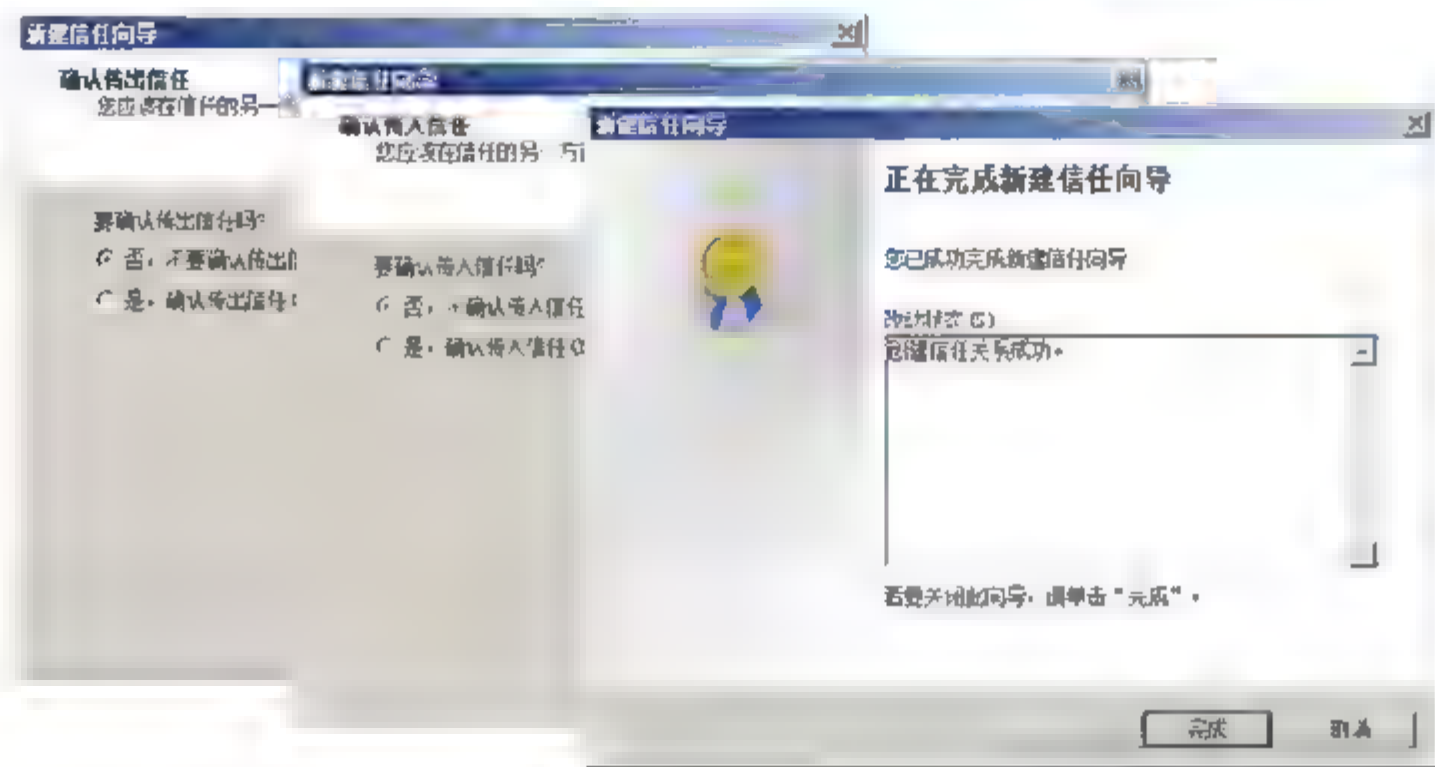 新建信任向导
确认传出信任
您应该在信任的另一
要确认传出信任吗?
否，不要确认传出信
是，确认传出信任
新建信任向导
确认传入信任
您应该在信任的另一方
要确认传入信任吗?
否，不确认传入信任
是，确认传入信任
新建信任向导
正在完成新建信任向导
您已成功完成新建信任向导
创建信任关系成功。
若要关闭此向导，请单击"完成"。
完成